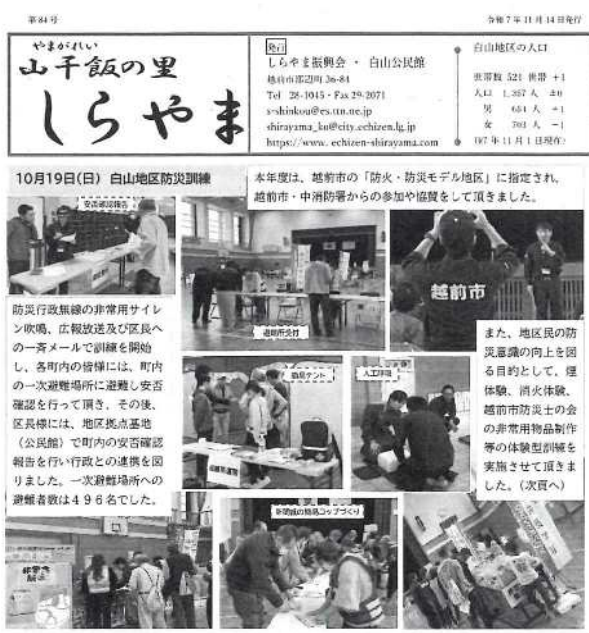 第84号
令和7年11月14日発行
やまがれい
山干飯の里
しらやま
発行
しらやま振興会・白山公民館
越前市都辺町36-84
Tel 28-1045・Fax 29-2071
s-shinkou@es.ttn.ne.jp
shirayama_ko@city.echizen.lg.jp
https://www.echizen-shirayama.com
白山地区の人口
世帯数 521 世帯 +1
人口 1,357人 ±0
男 654人 +1
女 703人 -1
(R7年11月1日現在)
10月19日(日) 白山地区防災訓練
本年度は、越前市の「防火・防災モデル地区」に指定され、
越前市・中消防署からの参加や協賛をして頂きました。
安否確認報告
避難所受付
越前市
防災行政無線の非常用サイレ
ン吹鳴、広報放送及び区長へ
の一斉メールで訓練を開始
し、各町内の皆様には、町内
の一次避難場所に避難し安否
確認を行って頂き、その後、
区長様には、地区拠点基地
(公民館)で町内の安否確認
報告を行い行政との連携を図
りました。一次避難場所への
避難者数は496名でした。
簡易テント
人工呼吸
また、地区民の防
災意識の向上を図
る目的として、煙
体験、消火体験、
越前市防災士の会
の非常用物品制作
等の体験型訓練を
実施させて頂きま
した。(次頁へ)
新聞紙の簡易コップづくり